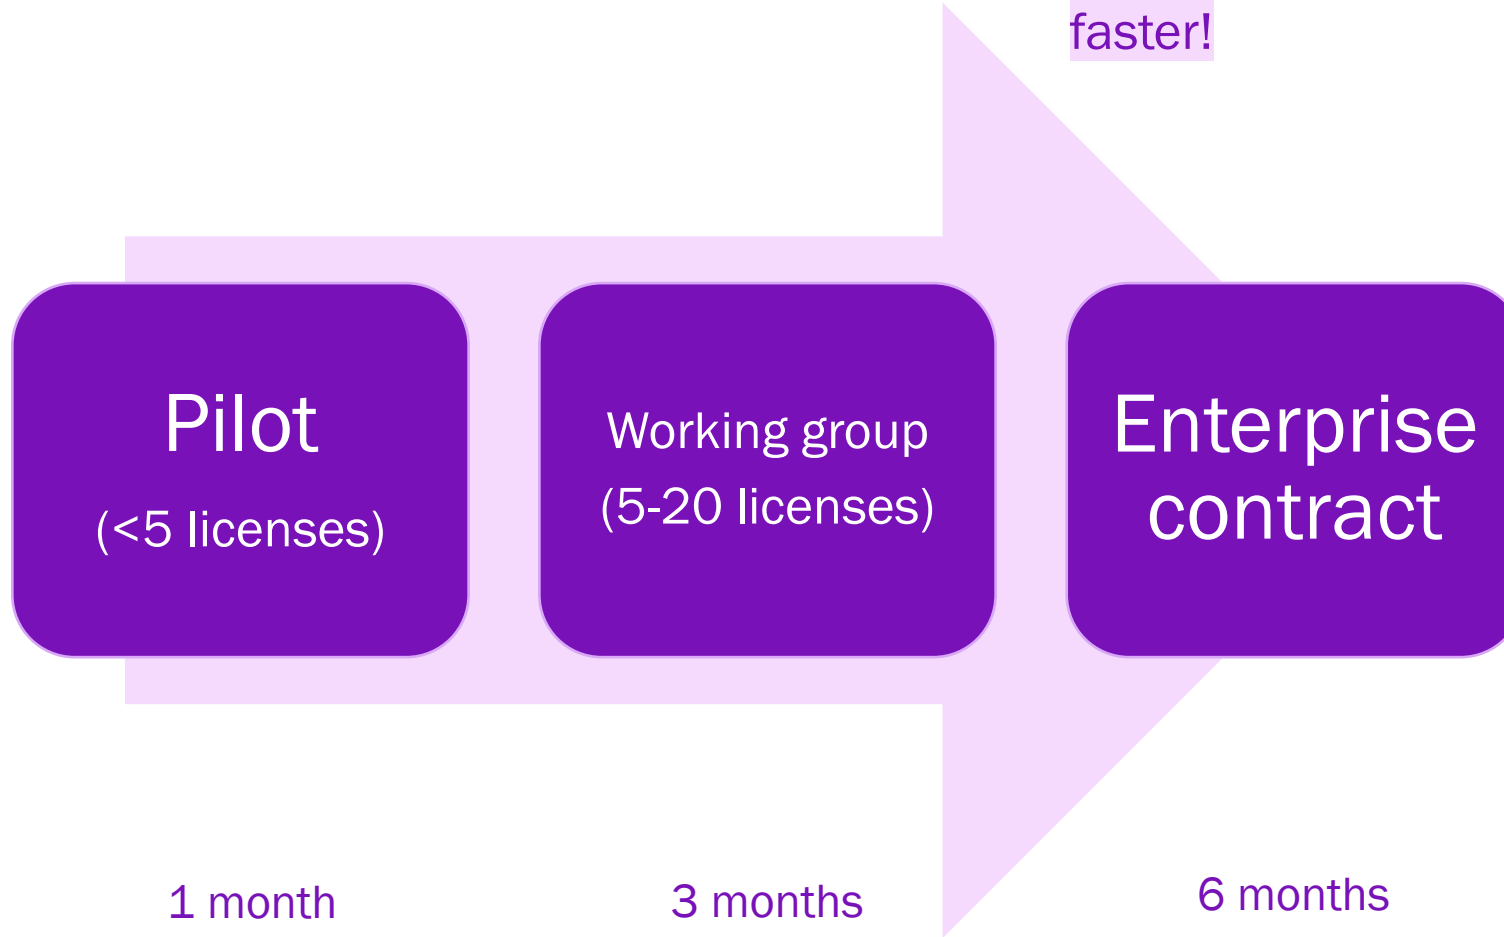 faster!
Pilot
(<5 licenses)
Working group
(5-20 licenses)
Enterprise
contract
1 month
3 months
6 months